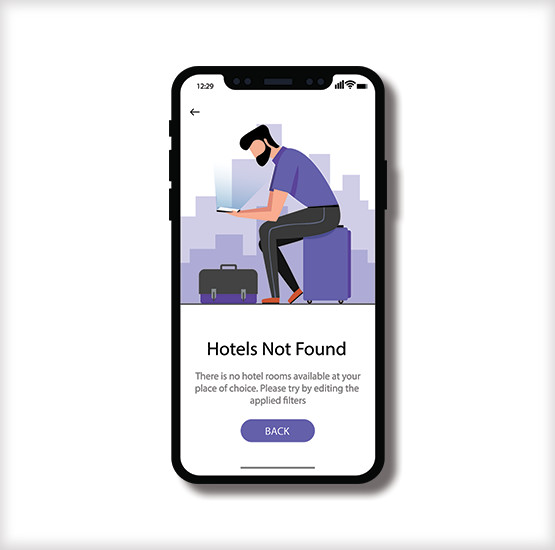 12:29
Hotels Not Found
There is no hotel rooms available at your
place of choice. Please try by editing the
applied filters
BACK